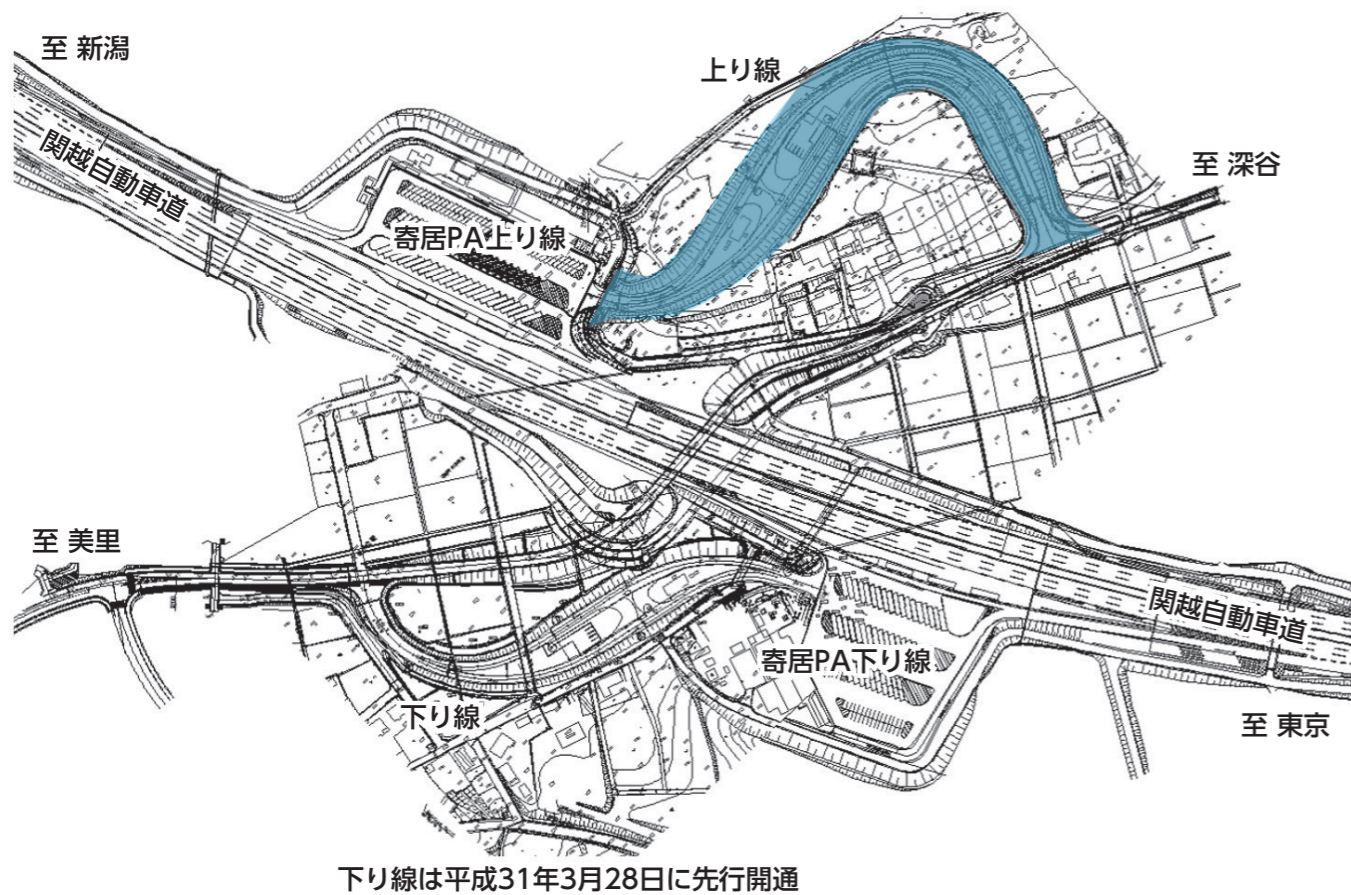 至 新潟
上り線
関越自動車道
至 深谷
寄居PA上り線
至 美里
関越自動車道
寄居PA下り線
下り線
至 東京
下り線は平成31年3月28日に先行開通